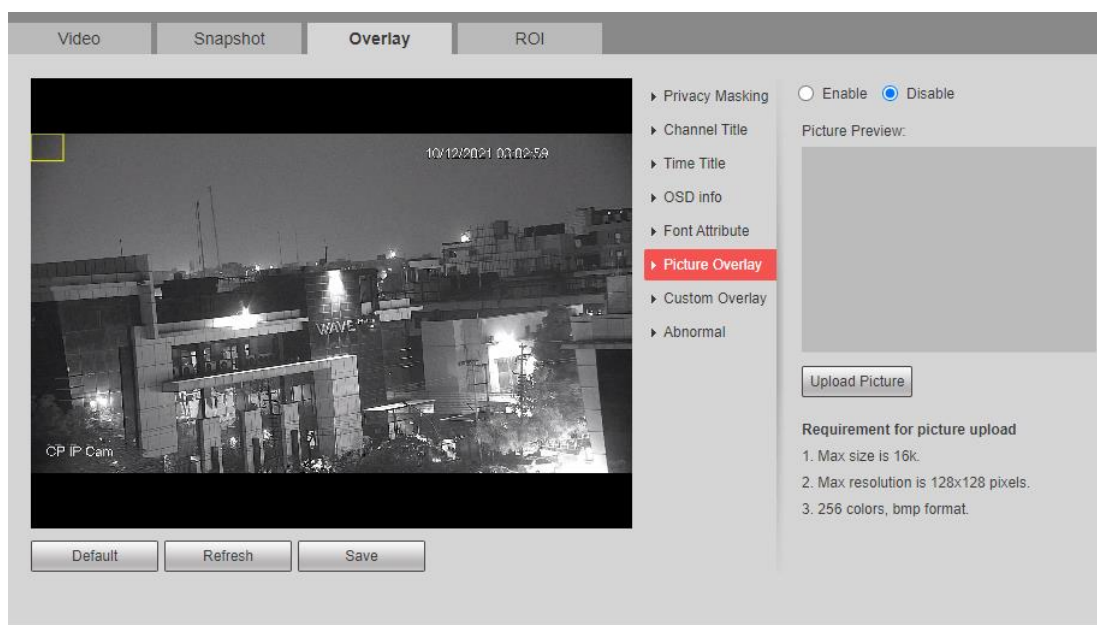 Video Snapshot Overlay ROI
10/12/2021 03:02:59
WAVE
CP IP Cam
Default Refresh Save
Privacy Masking
Channel Title
Time Title
OSD info
Font Attribute
Picture Overlay
Custom Overlay
Abnormal
Enable Disable
Picture Preview:
Upload Picture
Requirement for picture upload
1. Max size is 16k.
2. Max resolution is 128x128 pixels.
3. 256 colors, bmp format.